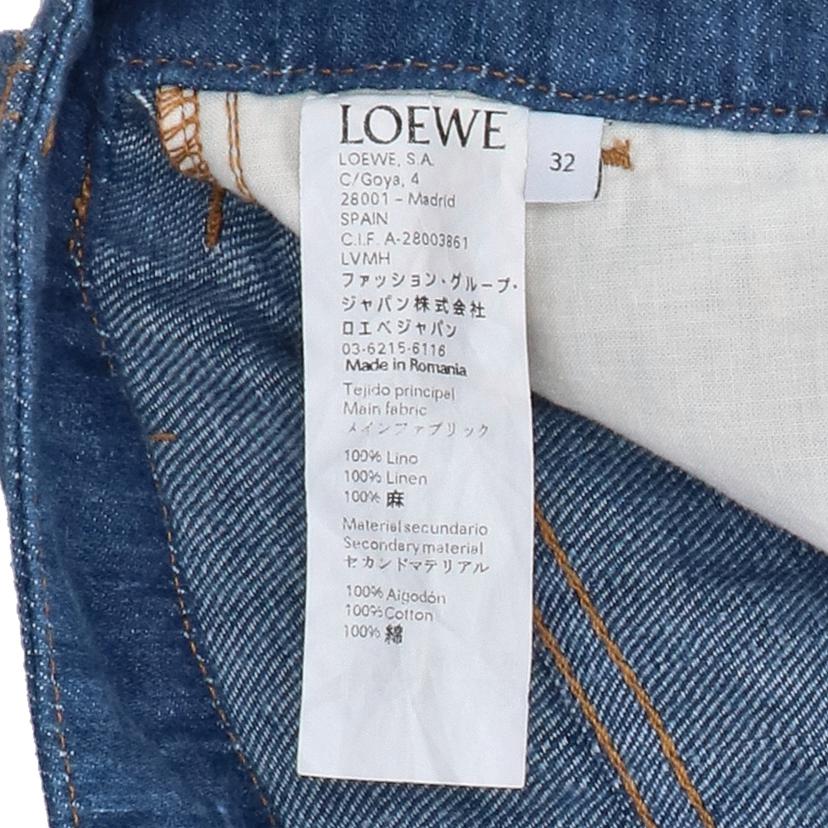 LOEWE
32
LOEWE, S.A.
C/Goya, 4
28001 - Madrid
SPAIN
C.I.F. A-28003861
LVMH
ファッション・グループ・
ジャパン株式会社
ロエベジャパン
03-6215-6116
Made in Romania
Tejido principal
Main fabric
メインファブリック
100% Lino
100% Linen
100% 麻
Material secundario
Secondary material
セカンドマテリアル
100% Algodón
100% Cotton
100% 綿